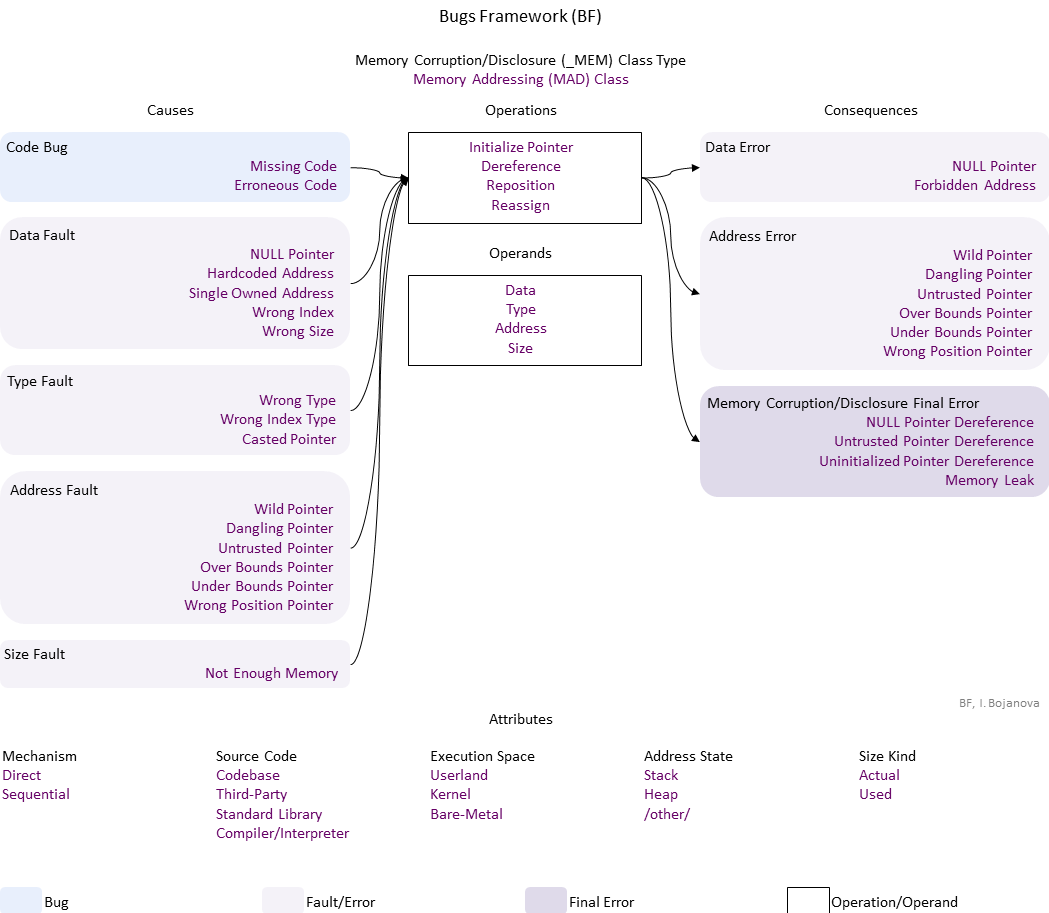 Bugs Framework (BF)
Memory Corruption/Disclosure (_MEM) Class Type
Memory Addressing (MAD) Class
Causes
Operations
Consequences
Code Bug
Missing Code
Erroneous Code
Data Fault
NULL Pointer
Hardcoded Address
Single Owned Address
Wrong Index
Wrong Size
Type Fault
Wrong Type
Wrong Index Type
Casted Pointer
Address Fault
Wild Pointer
Dangling Pointer
Untrusted Pointer
Over Bounds Pointer
Under Bounds Pointer
Wrong Position Pointer
Size Fault
Not Enough Memory
Initialize Pointer
Dereference
Reposition
Reassign
Operands
Data
Type
Address
Size
Data Error
NULL Pointer
Forbidden Address
Address Error
Wild Pointer
Dangling Pointer
Untrusted Pointer
Over Bounds Pointer
Under Bounds Pointer
Wrong Position Pointer
Memory Corruption/Disclosure Final Error
NULL Pointer Dereference
Untrusted Pointer Dereference
Uninitialized Pointer Dereference
Memory Leak
BF, I. Bojanova
Attributes
Mechanism
Direct
Sequential
Source Code
Codebase
Third-Party
Standard Library
Compiler/Interpreter
Execution Space
Userland
Kernel
Bare-Metal
Address State
Stack
Heap
/other/
Size Kind
Actual
Used
Bug
Fault/Error
Final Error
Operation/Operand